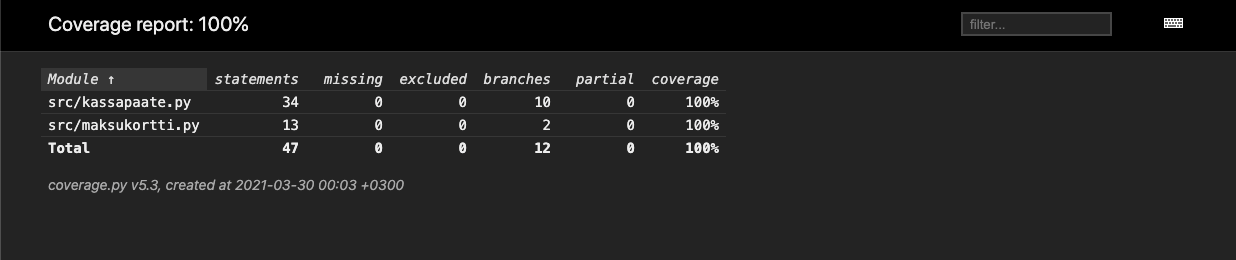 Coverage report: 100%
filter...
Module ↑ statements missing excluded branches partial coverage
src/kassapaate.py 34 0 0 10 0 100%
src/maksukortti.py 13 0 0 2 0 100%
Total 47 0 0 12 0 100%
coverage.py v5.3, created at 2021-03-30 00:03 +0300